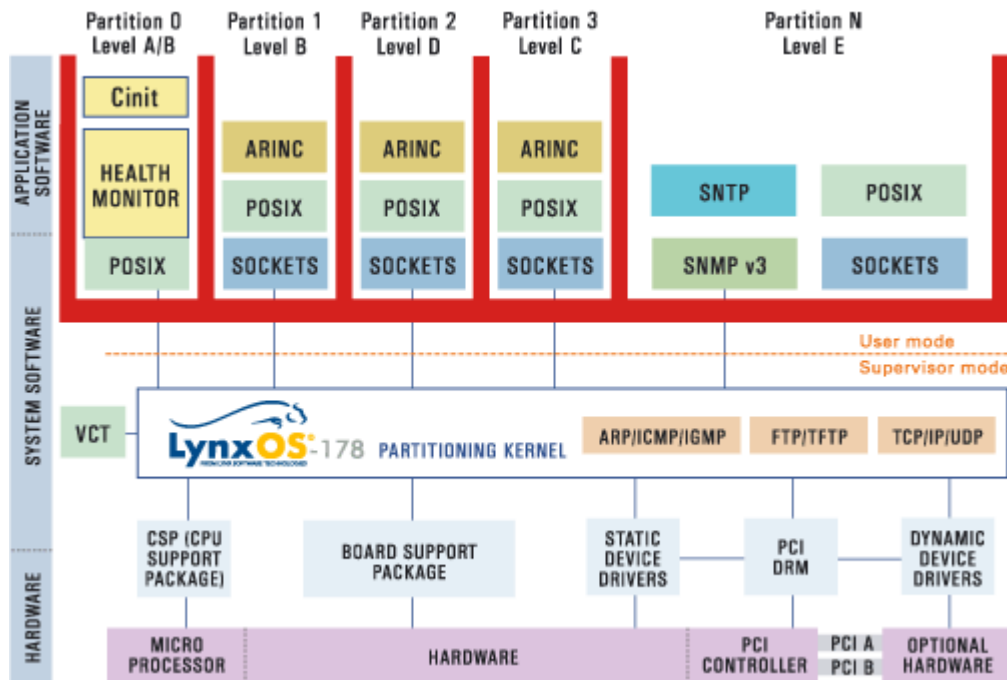 Partition 0
Level A/B
Partition 1
Level B
Partition 2
Level D
Partition 3
Level C
Partition N
Level E
APPLICATION
SOFTWARE
Cinit
HEALTH
MONITOR
POSIX
ARINC
POSIX
SOCKETS
ARINC
POSIX
SOCKETS
ARINC
POSIX
SOCKETS
SNTP
POSIX
SNMP v3
SOCKETS
SYSTEM SOFTWARE
User mode
Supervisor mode
VCT
LynxOS®-178 PARTITIONING KERNEL
FROM LYNX SOFTWARE TECHNOLOGIES
ARP/ICMP/IGMP
FTP/TFTP
TCP/IP/UDP
CSP (CPU
SUPPORT
PACKAGE)
BOARD SUPPORT
PACKAGE
STATIC
DEVICE
DRIVERS
PCI
DRM
DYNAMIC
DEVICE
DRIVERS
HARDWARE
MICRO
PROCESSOR
HARDWARE
PCI
CONTROLLER
PCI A
PCI B
OPTIONAL
HARDWARE